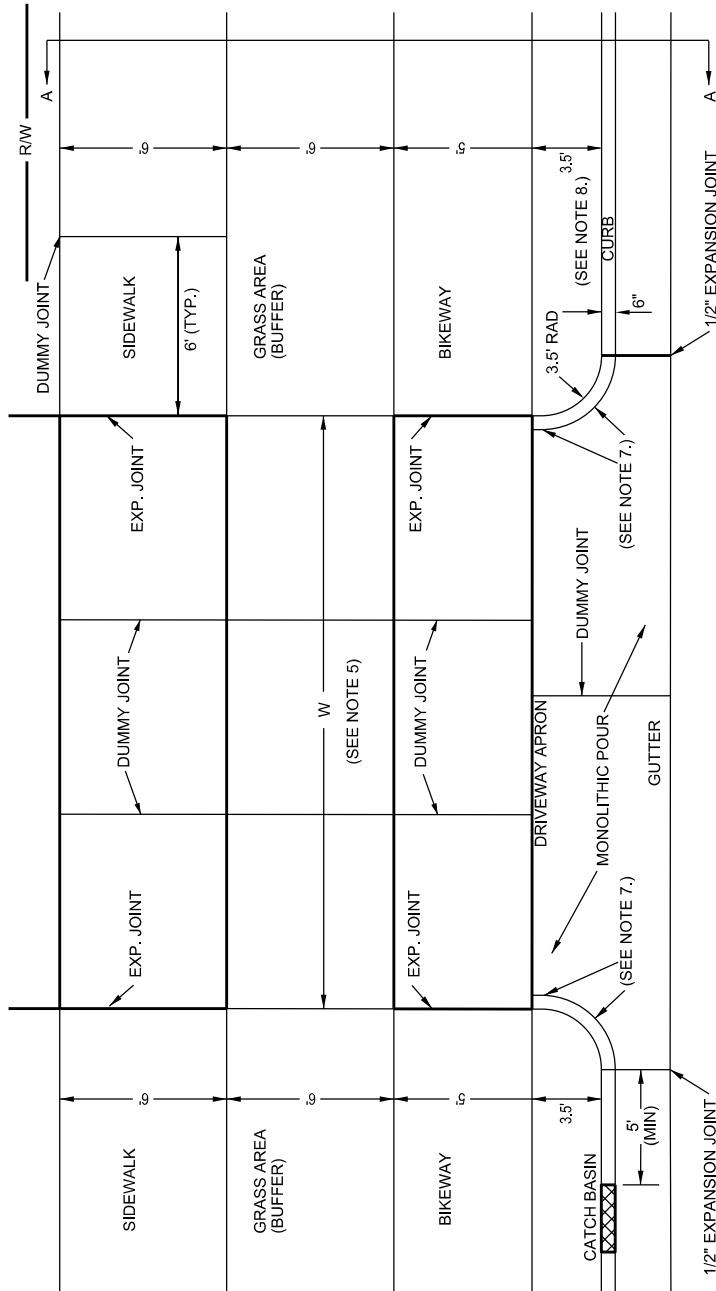 R/W
DUMMY JOINT
A
SIDEWALK
6'
EXP. JOINT
DUMMY JOINT
EXP. JOINT
SIDEWALK
6' (TYP.)
6'
GRASS AREA
(BUFFER)
6'
W
(SEE NOTE 5)
GRASS AREA
(BUFFER)
6'
BIKEWAY
5'
EXP. JOINT
DUMMY JOINT
EXP. JOINT
BIKEWAY
5'
3.5'
DRIVEWAY APRON
DUMMY JOINT
3.5' RAD
(SEE NOTE 8.)
3.5'
CATCH BASIN
MONOLITHIC POUR
CURB
(SEE NOTE 7.)
(SEE NOTE 7.)
6"
5'
(MIN)
GUTTER
1/2" EXPANSION JOINT
1/2" EXPANSION JOINT
A